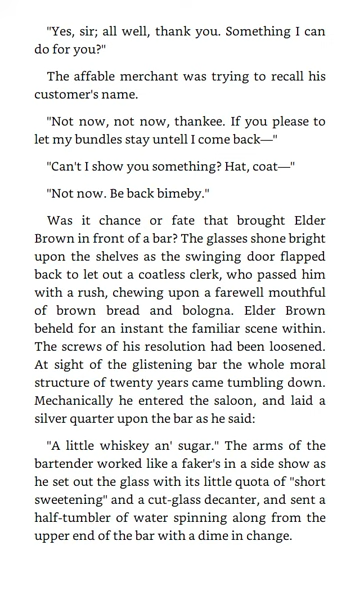 "Yes, sir; all well, thank you. Something I can
do for you?"
The affable merchant was trying to recall his
customer's name.
"Not now, not now, thankee. If you please to
let my bundles stay untell I come back—"
"Can't I show you something? Hat, coat—"
"Not now. Be back bimeby."
Was it chance or fate that brought Elder
Brown in front of a bar? The glasses shone bright
upon the shelves as the swinging door flapped
back to let out a coatless clerk, who passed him
with a rush, chewing upon a farewell mouthful
of brown bread and bologna. Elder Brown
beheld for an instant the familiar scene within.
The screws of his resolution had been loosened.
At sight of the glistening bar the whole moral
structure of twenty years came tumbling down.
Mechanically he entered the saloon, and laid a
silver quarter upon the bar as he said:
"A little whiskey an' sugar." The arms of the
bartender worked like a faker's in a side show as
he set out the glass with its little quota of "short
sweetening" and a cut-glass decanter, and sent a
half-tumbler of water spinning along from the
upper end of the bar with a dime in change.